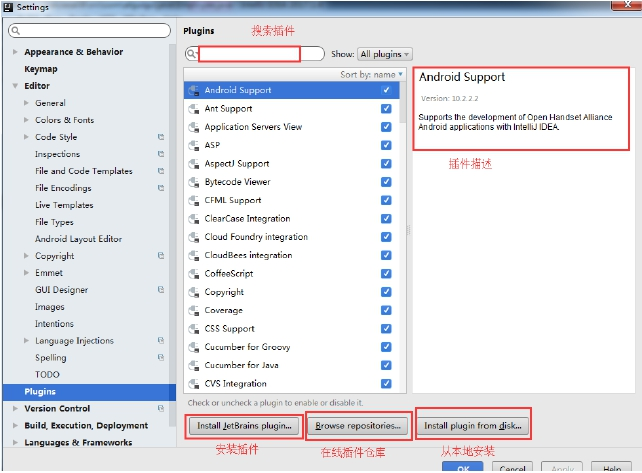 Settings
Plugins
搜索插件
Show: All plugins
Sort by: name
Appearance & Behavior
Keymap
Editor
General
Colors & Fonts
Code Style
Inspections
File and Code Templates
File Encodings
Live Templates
File Types
Android Layout Editor
Copyright
Emmet
GUI Designer
Images
Intentions
Language Injections
Spelling
TODO
Plugins
Version Control
Build, Execution, Deployment
Languages & Frameworks
Android Support
Ant Support
Application Servers View
ASP
AspectJ Support
Bytecode Viewer
CFML Support
ClearCase Integration
Cloud Foundry integration
CloudBees integration
CoffeeScript
Copyright
Coverage
CSS Support
Cucumber for Groovy
Cucumber for Java
CVS Integration
Check or uncheck a plugin to enable or disable it.
Install JetBrains plugin...
Browse repositories...
Install plugin from disk...
安装插件
在线插件仓库
从本地安装
Android Support
Version: 10.2.2.2
Supports the development of Open Handset Alliance
Android applications with IntelliJ IDEA.
插件描述
OK
Cancel
Apply
Help